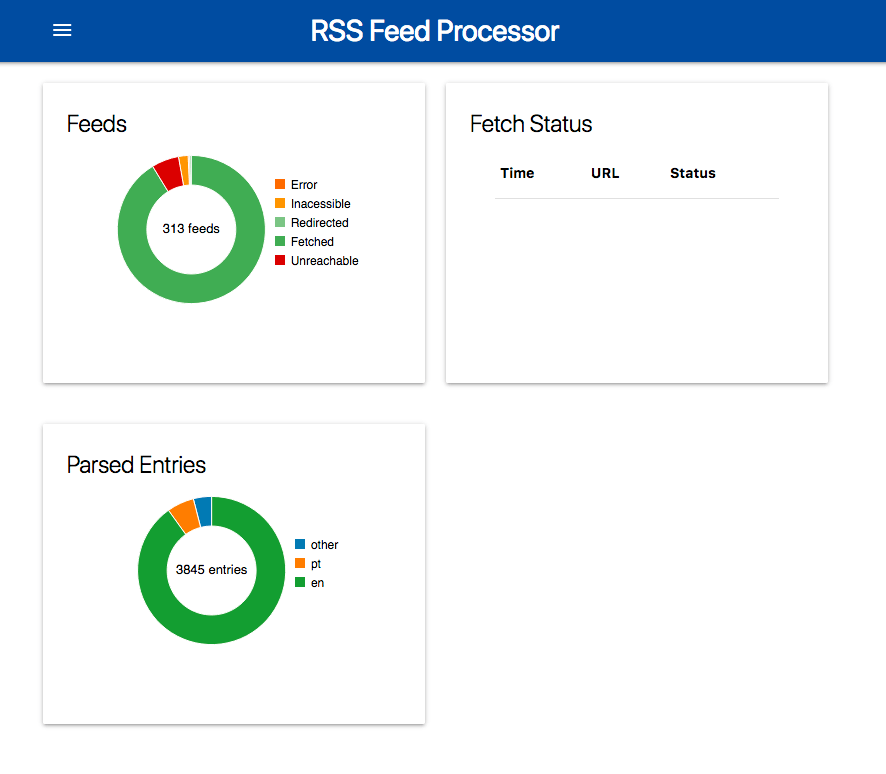 RSS Feed Processor
Feeds
313 feeds
Error
Inacessible
Redirected
Fetched
Unreachable
Fetch Status
Time URL Status
Parsed Entries
3845 entries
other
pt
en